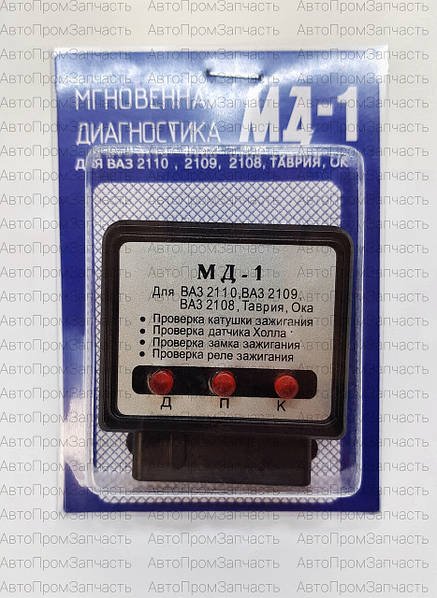 МГНОВЕННА
ДИАГНОСТИКА МД-1
ДЛЯ ВАЗ 2110 , 2109, 2108, ТАВРИЯ, ОК
МД-1
Для ВАЗ 2110,ВАЗ 2109,
ВАЗ 2108,Таврия, Ока
• Проверка катушки зажигания
• Проверка датчика Холла
• Проверка замка зажигания
• Проверка реле зажигания
Д П К
АвтоПромЗапчасть